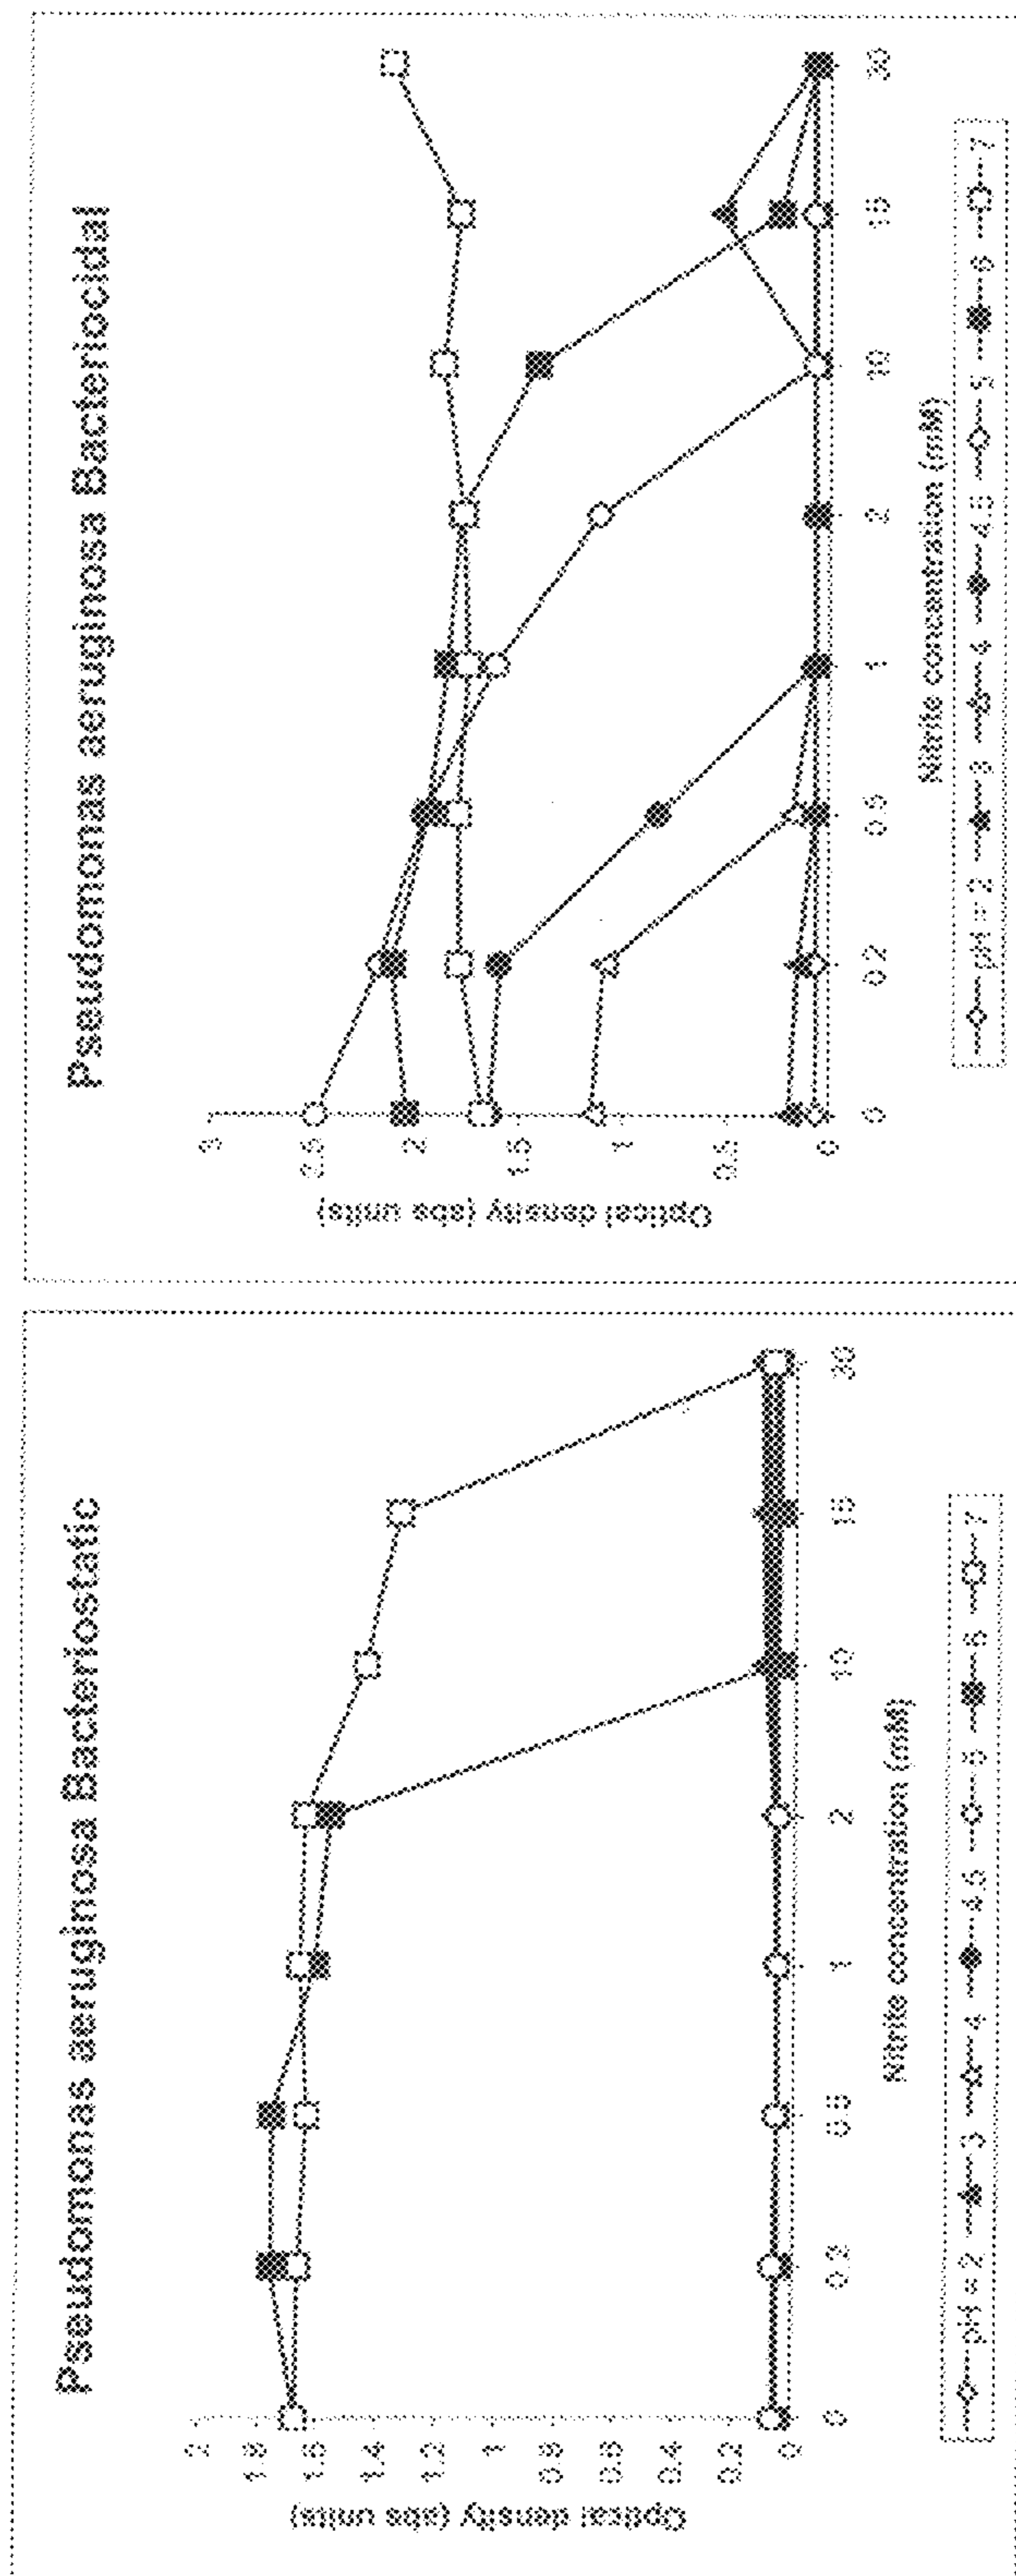 Pseudomonas aeruginosa Bacteriostatic
Optical density (abs units)
2
1.8
1.6
1.4
1.2
1
0.8
0.6
0.4
0.2
0
0 0.2 0.5 1 2 10 15 30
Nitrite concentration (mM)
pH = 2 3 4 4.5 5 6 7
Pseudomonas aeruginosa Bacteriocidal
Optical density (abs units)
3
2.5
2
1.5
1
0.5
0
0 0.2 0.5 1 2 10 15 30
Nitrite concentration (mM)
pH = 2 3 4 4.5 5 6 7